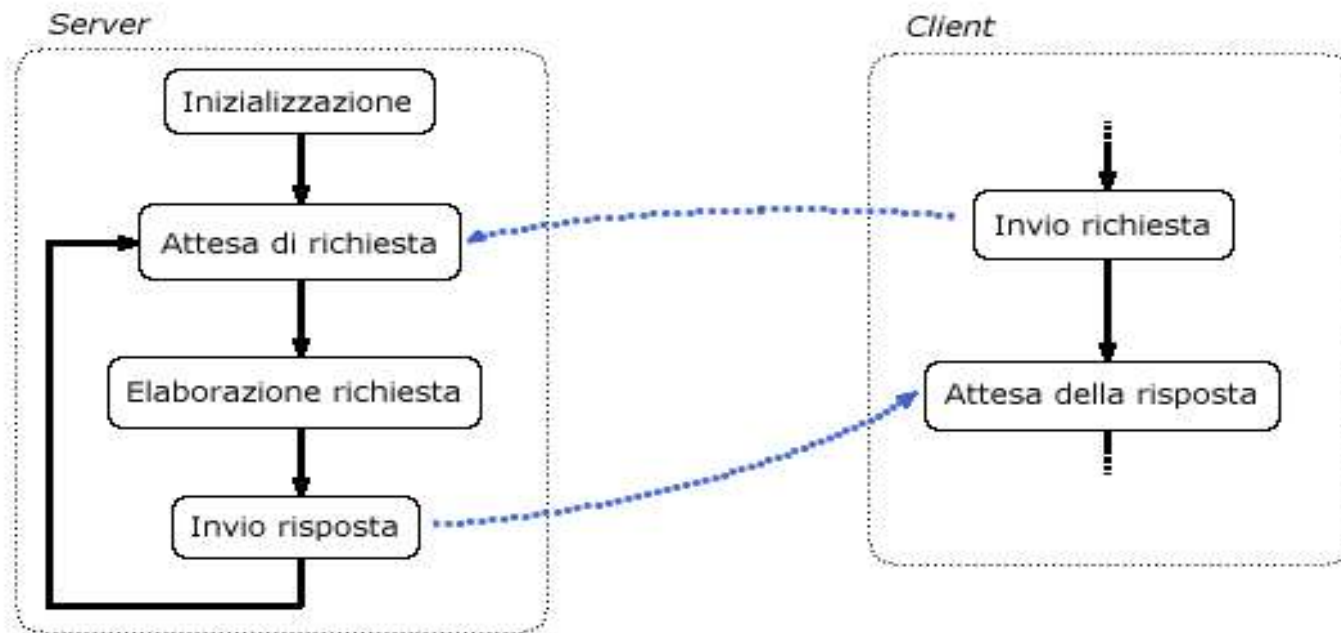 Server
Inizializzazione
Attesa di richiesta
Elaborazione richiesta
Invio risposta
Client
Invio richiesta
Attesa della risposta